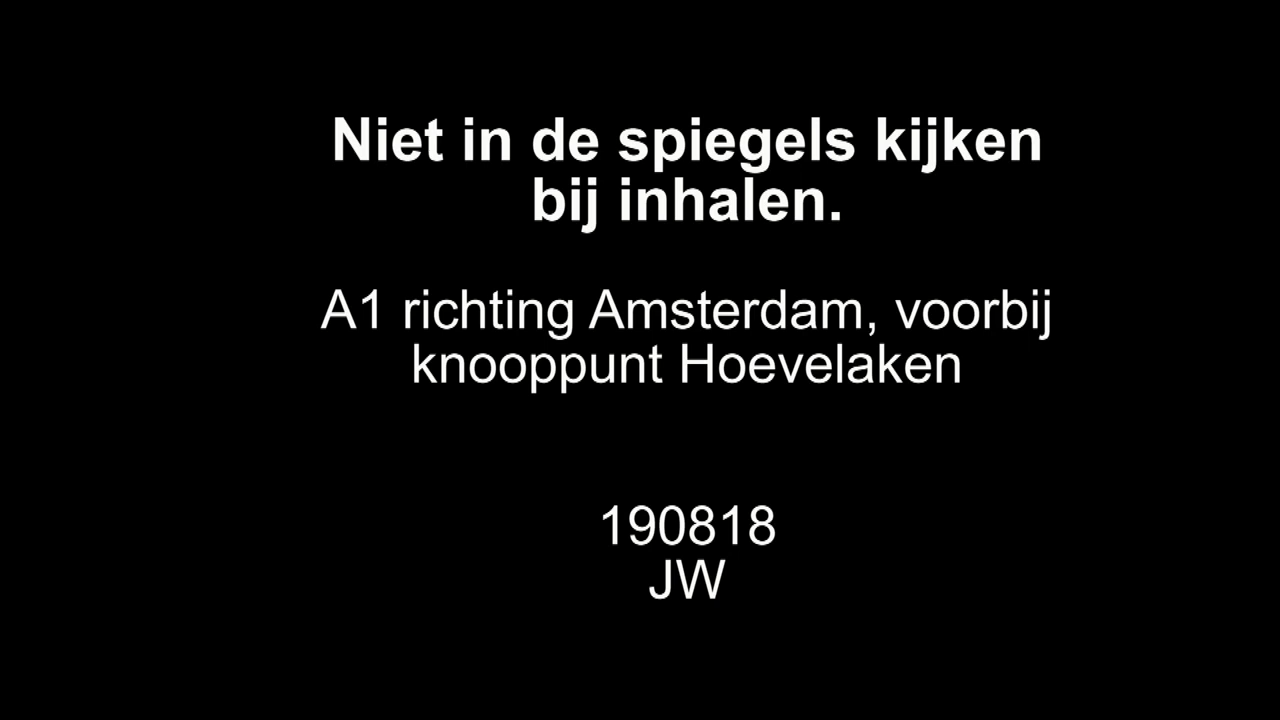 Niet in de spiegels kijken
bij inhalen.
A1 richting Amsterdam, voorbij
knooppunt Hoevelaken
190818
JW